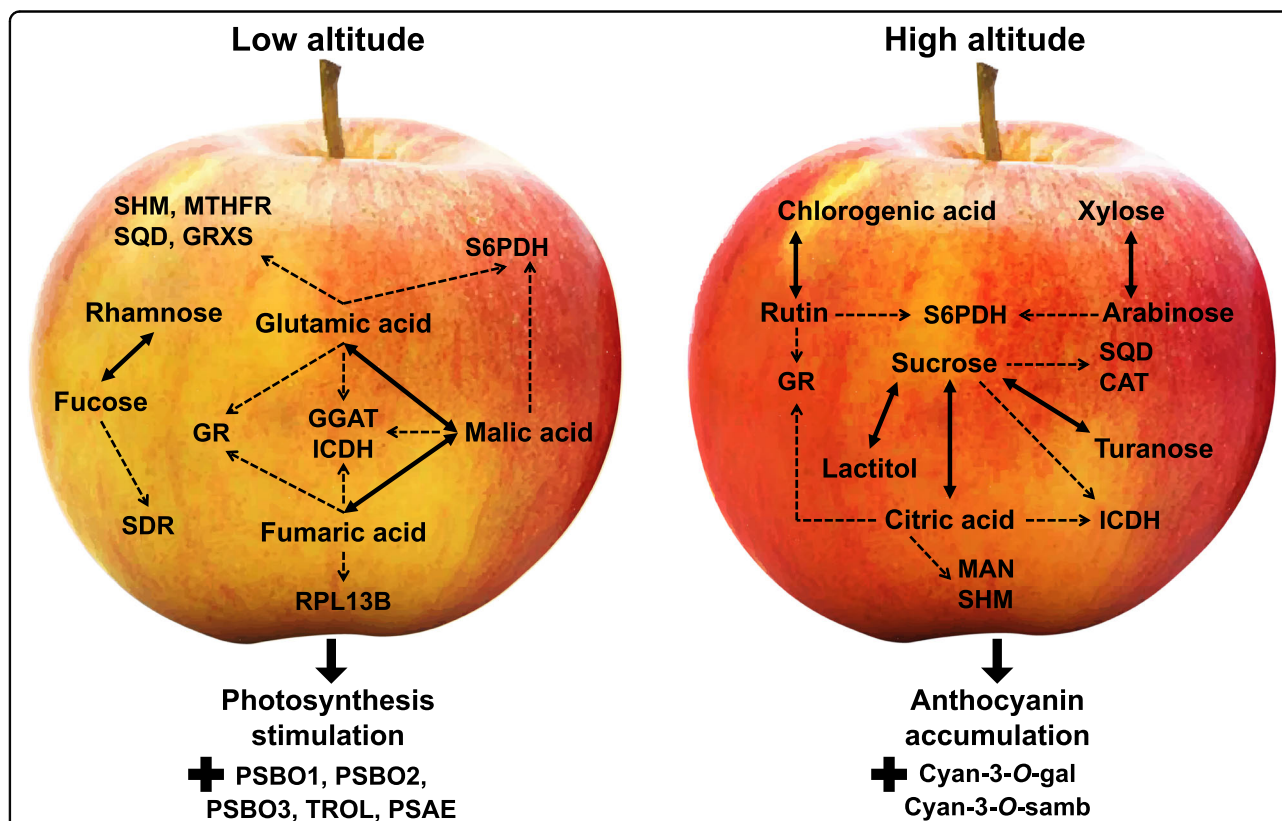 Low altitude
SHM, MTHFR
SQD, GRXS
S6PDH
Rhamnose
Glutamic acid
Fucose
GR
GGAT
ICDH
Malic acid
SDR
Fumaric acid
RPL13B
Photosynthesis
stimulation
PSBO1, PSBO2,
PSBO3, TROL, PSAE
High altitude
Chlorogenic acid
Xylose
Rutin
S6PDH
Arabinose
Sucrose
SQD
CAT
GR
Lactitol
Turanose
Citric acid
ICDH
MAN
SHM
Anthocyanin
accumulation
Cyan-3-O-gal
Cyan-3-O-samb